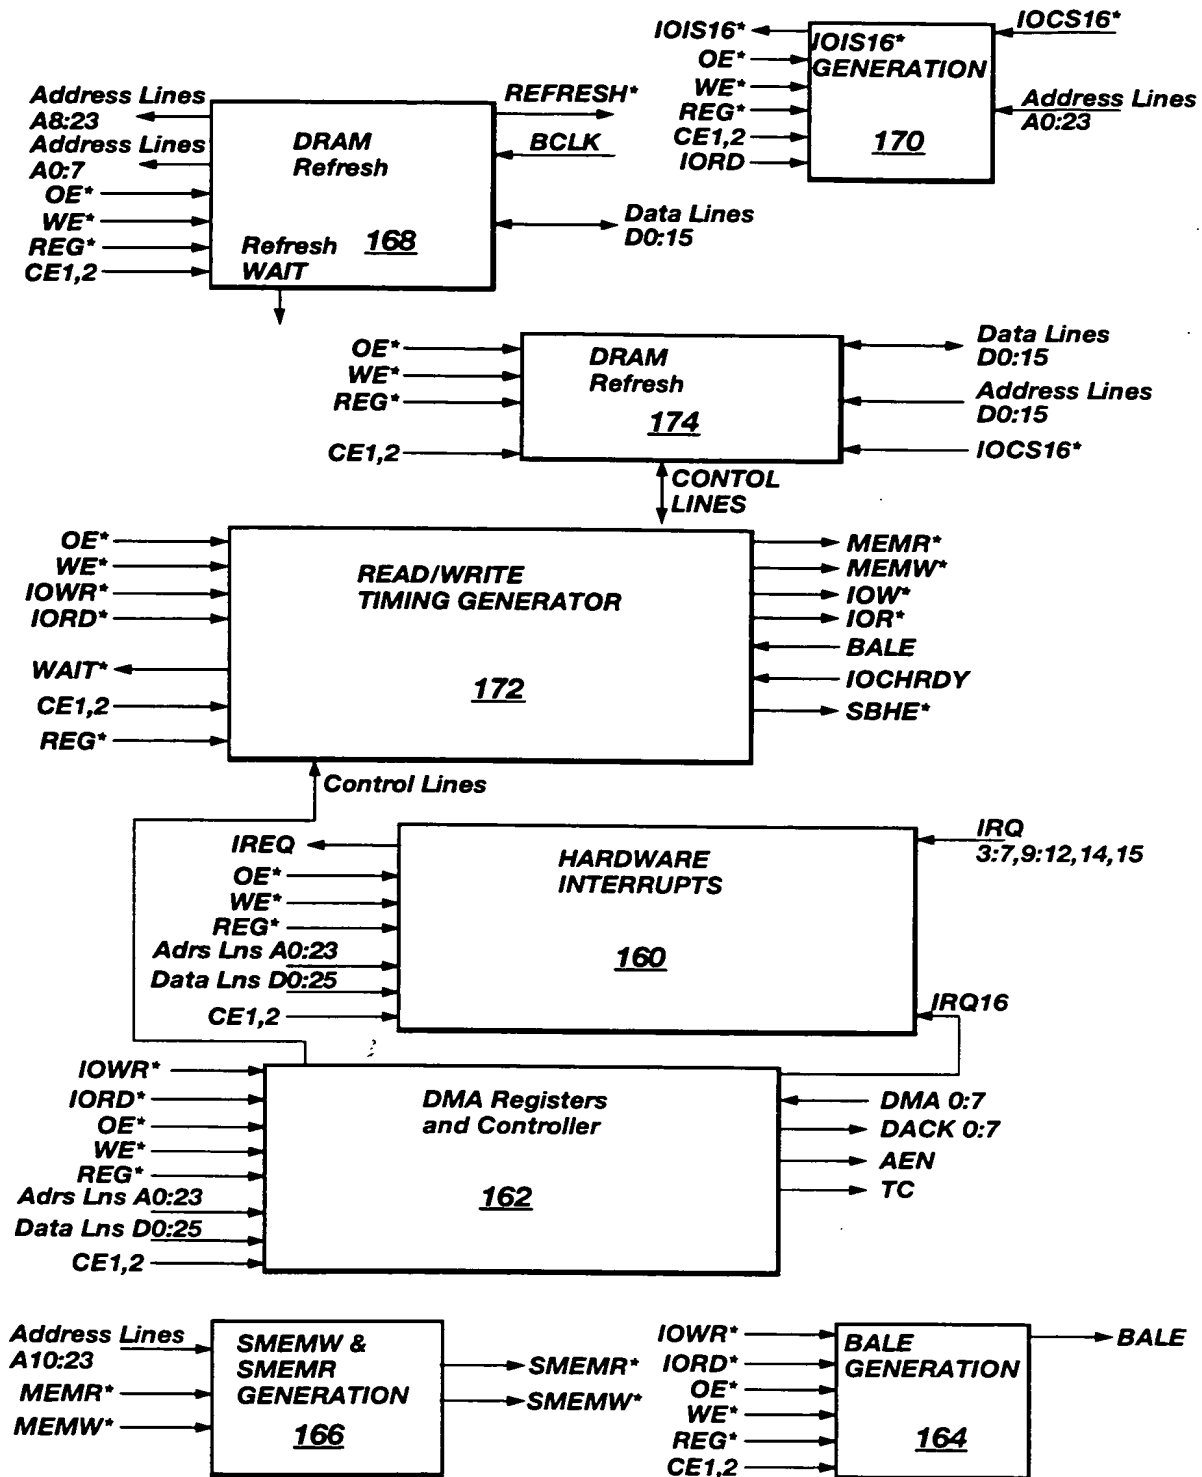 IOIS16*
OE*
WE*
REG*
CE1,2
IORD
IOIS16*
GENERATION
170
IOCS16*
Address Lines
A0:23
Address Lines
A8:23
Address Lines
A0:7
OE*
WE*
REG*
CE1,2
DRAM
Refresh
Refresh
WAIT
168
REFRESH*
BCLK
Data Lines
D0:15
OE*
WE*
REG*
CE1,2
DRAM
Refresh
174
Data Lines
D0:15
Address Lines
D0:15
IOCS16*
CONTOL
LINES
OE*
WE*
IOWR*
IORD*
WAIT*
CE1,2
REG*
READ/WRITE
TIMING GENERATOR
172
MEMR*
MEMW*
IOW*
IOR*
BALE
IOCHRDY
SBHE*
Control Lines
IREQ
OE*
WE*
REG*
Adrs Lns A0:23
Data Lns D0:25
CE1,2
HARDWARE
INTERRUPTS
160
IRQ
3:7,9:12,14,15
IRQ16
IOWR*
IORD*
OE*
WE*
REG*
Adrs Lns A0:23
Data Lns D0:25
CE1,2
DMA Registers
and Controller
162
DMA 0:7
DACK 0:7
AEN
TC
Address Lines
A10:23
MEMR*
MEMW*
SMEMW &
SMEMR
GENERATION
166
SMEMR*
SMEMW*
IOWR*
IORD*
OE*
WE*
REG*
CE1,2
BALE
GENERATION
164
BALE